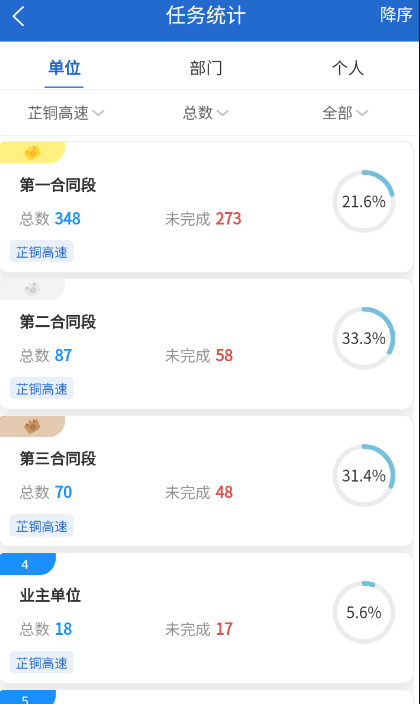 任务统计
降序
单位
部门
个人
芷铜高速
总数
全部
第一合同段
总数 348
未完成 273
21.6%
芷铜高速
第二合同段
总数 87
未完成 58
33.3%
芷铜高速
第三合同段
总数 70
未完成 48
31.4%
芷铜高速
4
业主单位
总数 18
未完成 17
5.6%
芷铜高速
5